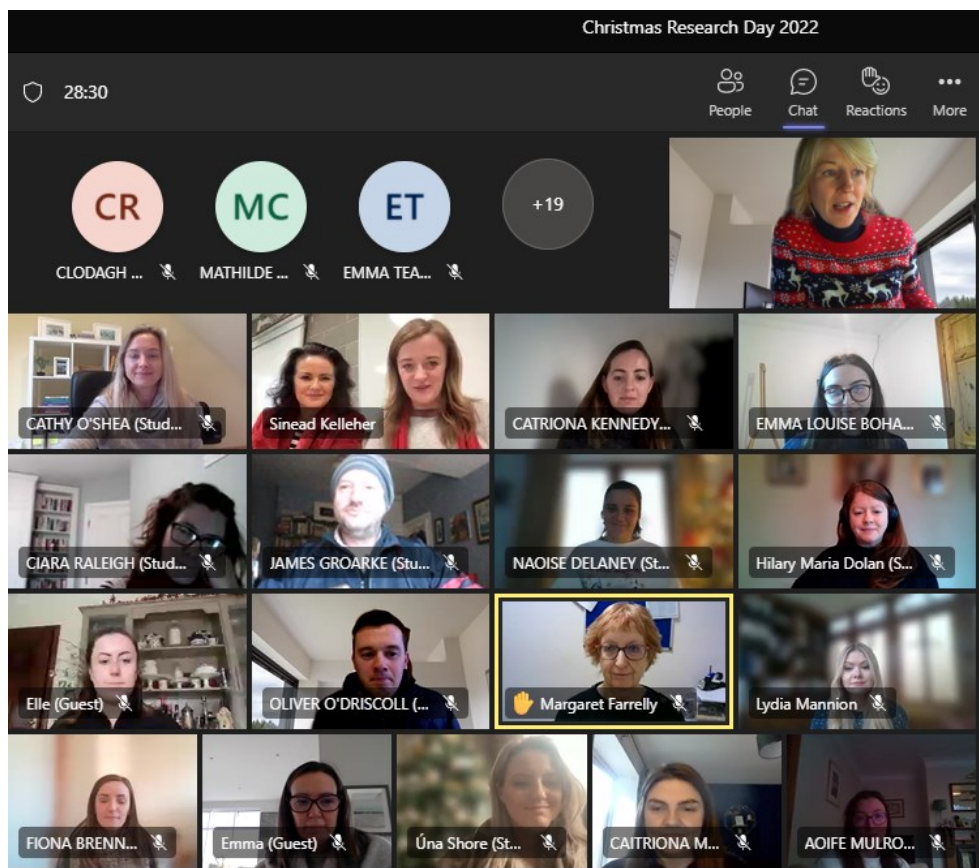 Christmas Research Day 2022
28:30
People Chat Reactions More
CR MC ET +19
CLODAGH ... MATHILDE ... EMMA TEA...
CATHY O'SHEA (Stud... Sinead Kelleher CATRIONA KENNEDY... EMMA LOUISE BOHA...
CIARA RALEIGH (Stud... JAMES GROARKE (Stu... NAOISE DELANEY (St... Hilary Maria Dolan (S...
Elle (Guest) OLIVER O'DRISCOLL (... Margaret Farrelly Lydia Mannion
FIONA BRENN... Emma (Guest) Úna Shore (St... CAITRIONA M... AOIFE MULRO...